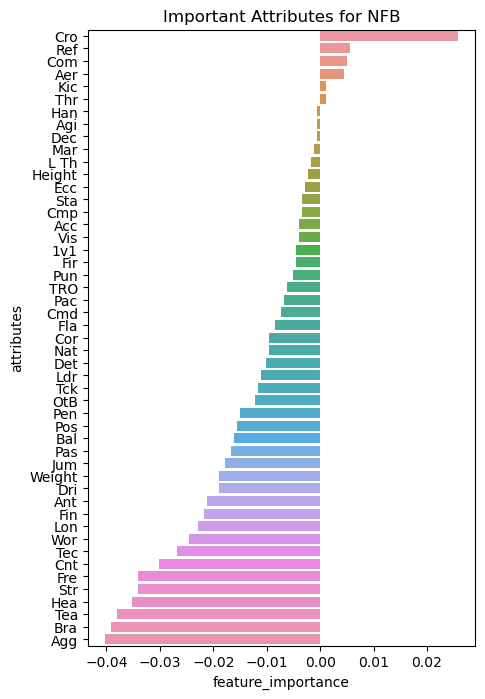 Important Attributes for NFB
Cro
Ref
Com
Aer
Kic
Thr
Han
Agi
Dec
Mar
L Th
Height
Ecc
Sta
Cmp
Acc
Vis
1v1
Fir
Pun
TRO
Pac
Cmd
Fla
Cor
Nat
Det
Ldr
Tck
OtB
Pen
Pos
Bal
Pas
Jum
Weight
Dri
Ant
Fin
Lon
Wor
Tec
Cnt
Fre
Str
Hea
Tea
Bra
Agg
attributes
−0.04 −0.03 −0.02 −0.01 0.00 0.01 0.02
feature_importance